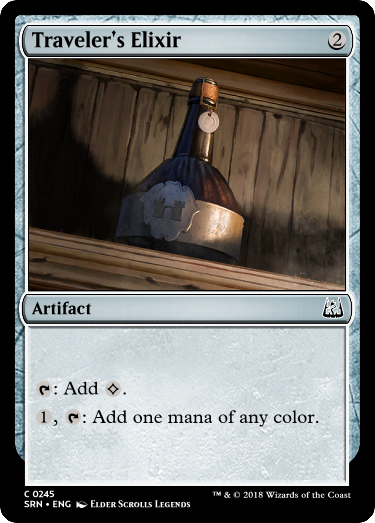 Traveler's Elixir 2
Artifact
: Add .
1, : Add one mana of any color.
C 0245
SRN • ENG Elder Scrolls Legends
™ & © 2018 Wizards of the Coast